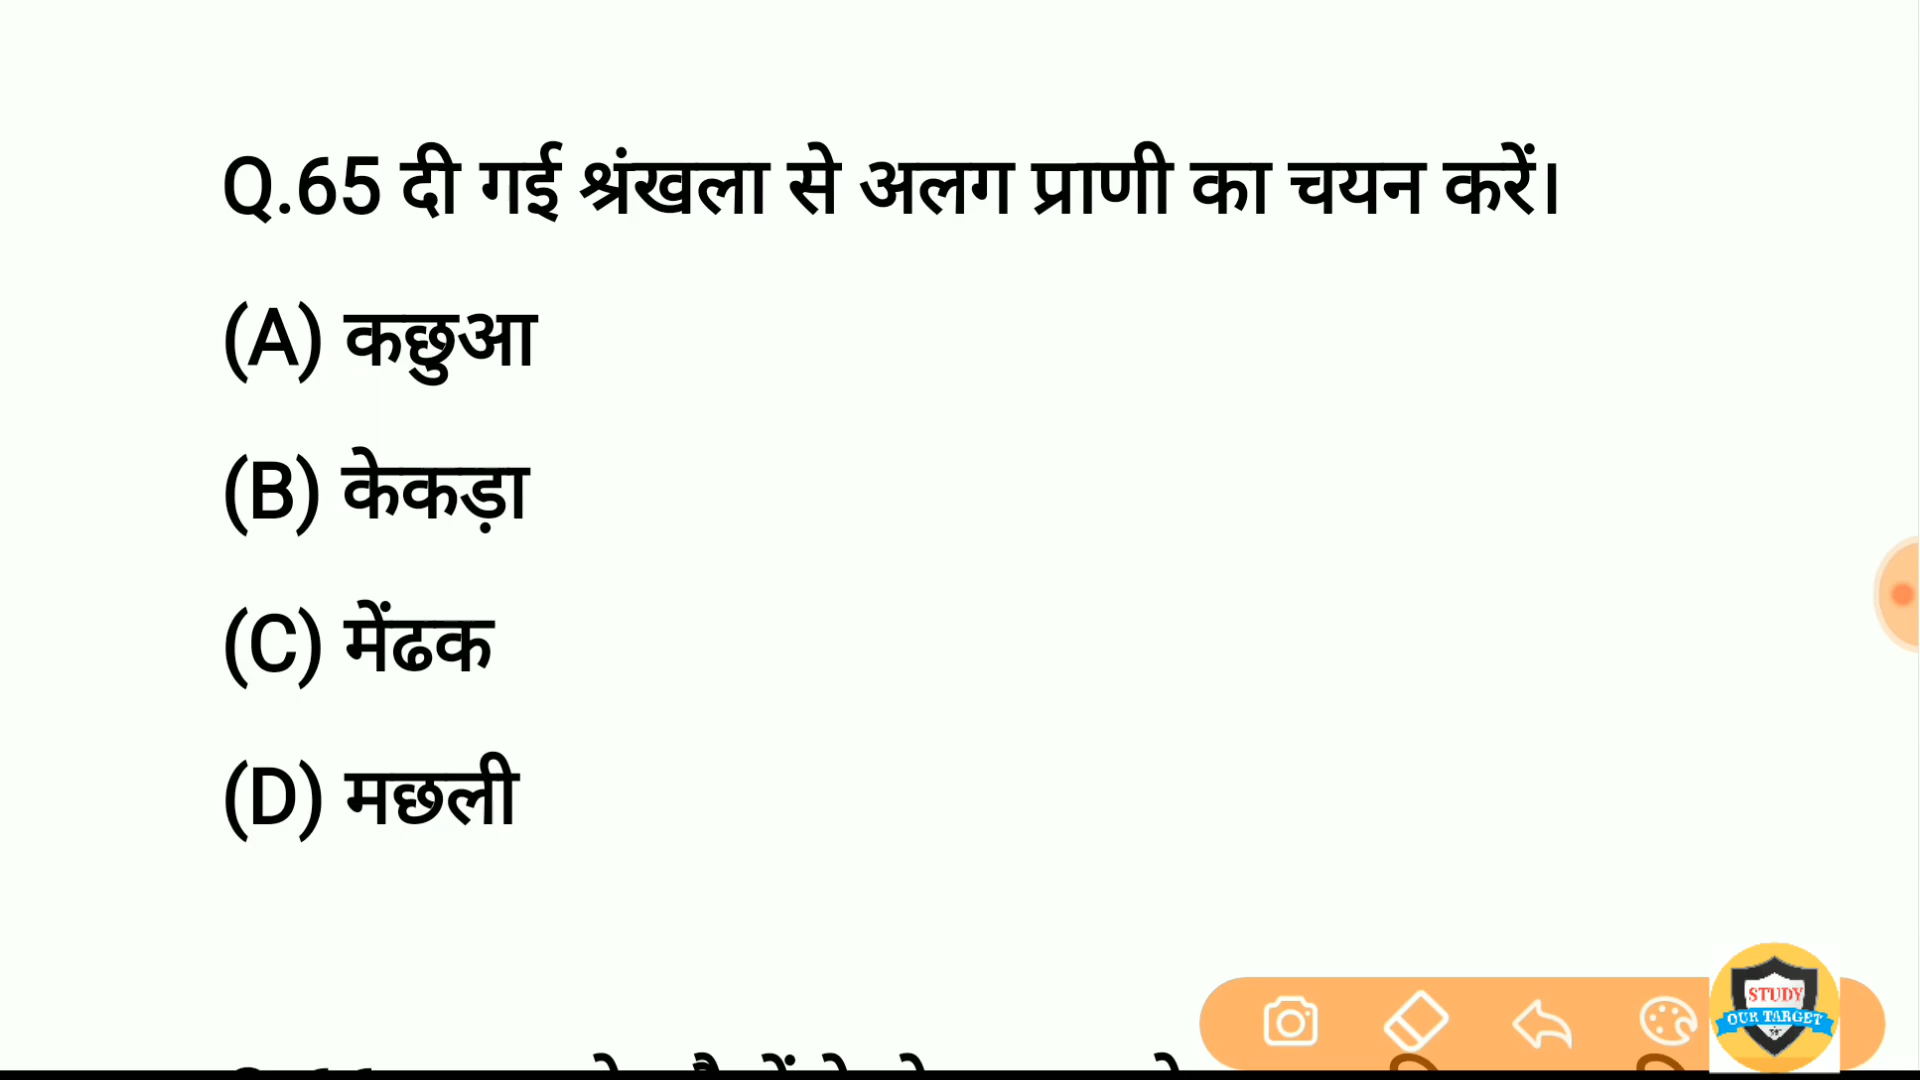 Q.65 दी गई श्रंखला से अलग प्राणी का चयन करें।
(A) कछुआ
(B) केकड़ा
(C) मेंढक
(D) मछली
STUDY
OUR TARGET